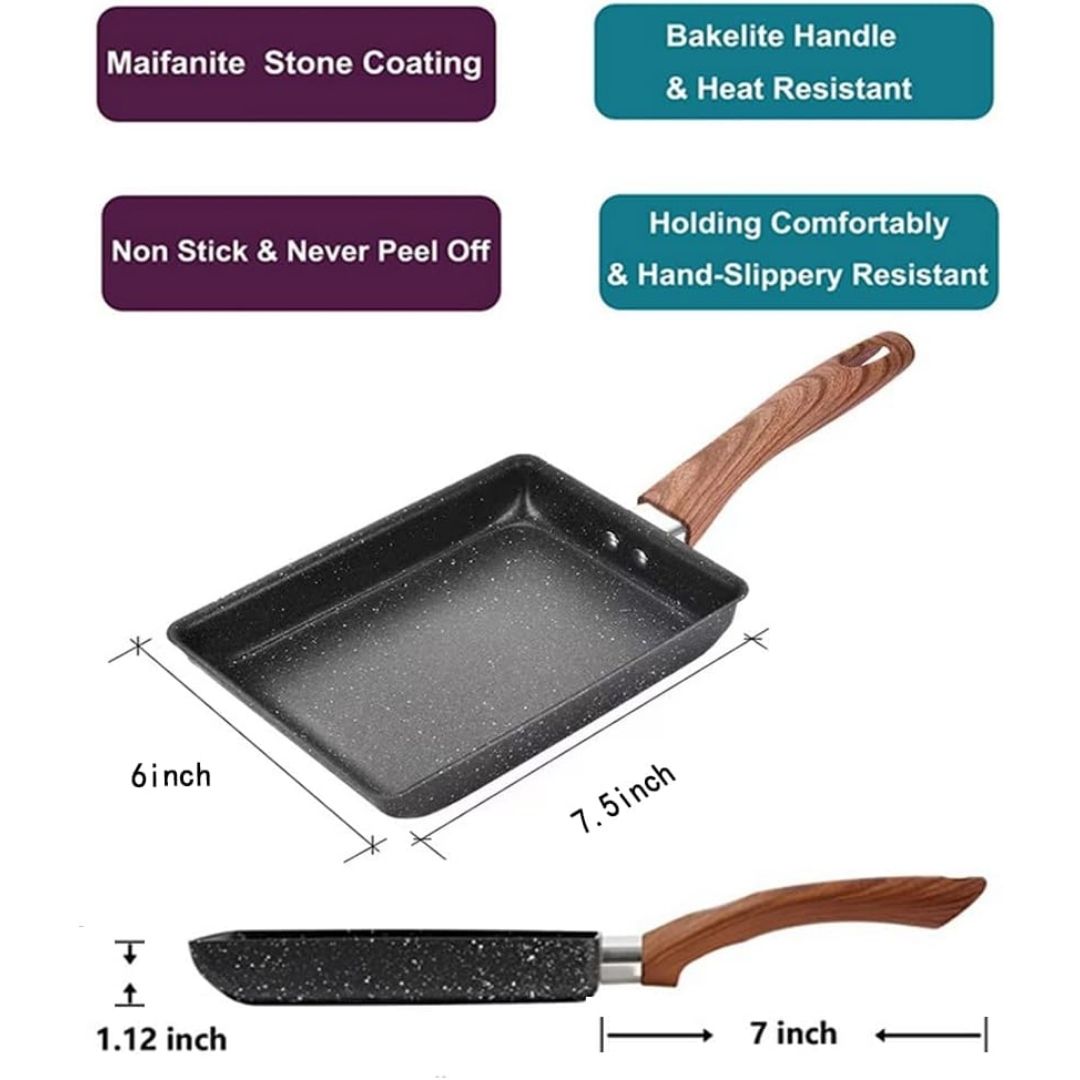 Maifanite Stone Coating
Bakelite Handle
& Heat Resistant
Non Stick & Never Peel Off
Holding Comfortably
& Hand-Slippery Resistant
6inch
7.5inch
1.12 inch
7 inch